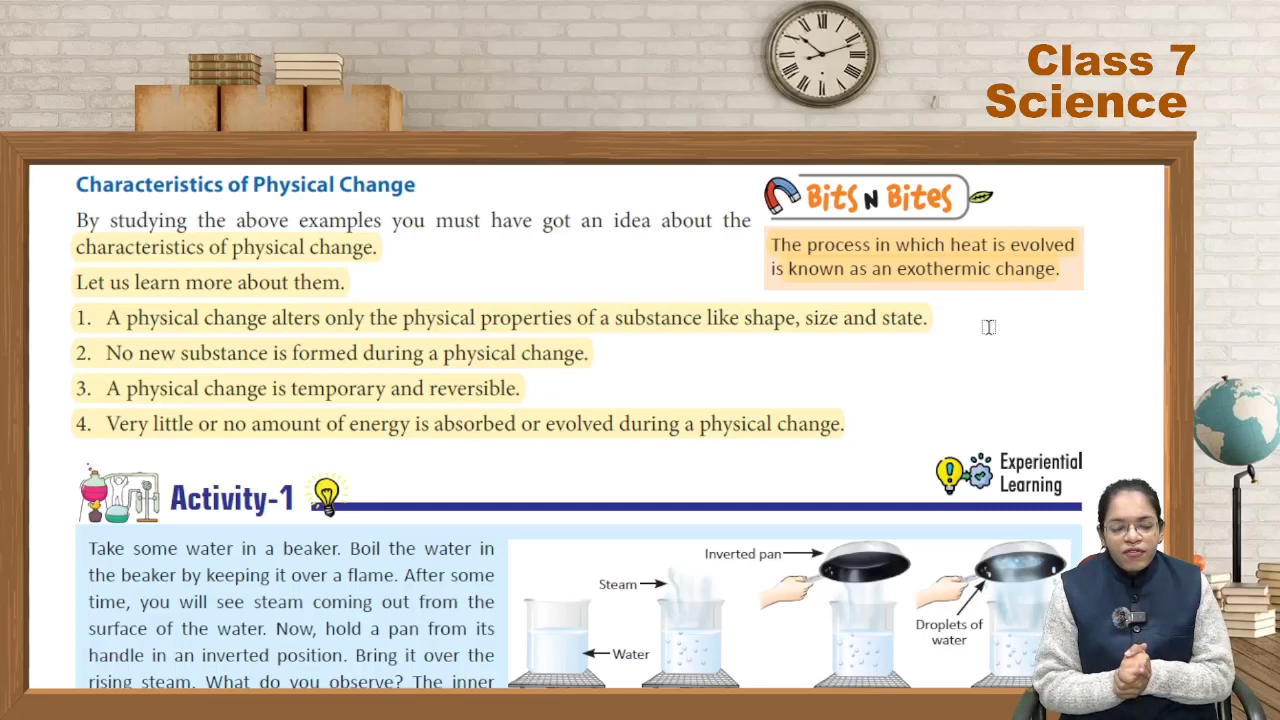 Class 7
Science
Characteristics of Physical Change
By studying the above examples you must have got an idea about the
characteristics of physical change.
Let us learn more about them.
Bits N Bites
The process in which heat is evolved
is known as an exothermic change.
1. A physical change alters only the physical properties of a substance like shape, size and state.
2. No new substance is formed during a physical change.
3. A physical change is temporary and reversible.
4. Very little or no amount of energy is absorbed or evolved during a physical change.
Activity-1
Experiential
Learning
Take some water in a beaker. Boil the water in
the beaker by keeping it over a flame. After some
time, you will see steam coming out from the
surface of the water. Now, hold a pan from its
handle in an inverted position. Bring it over the
rising steam. What do you observe? The inner
Inverted pan
Steam
Water
Droplets of
water